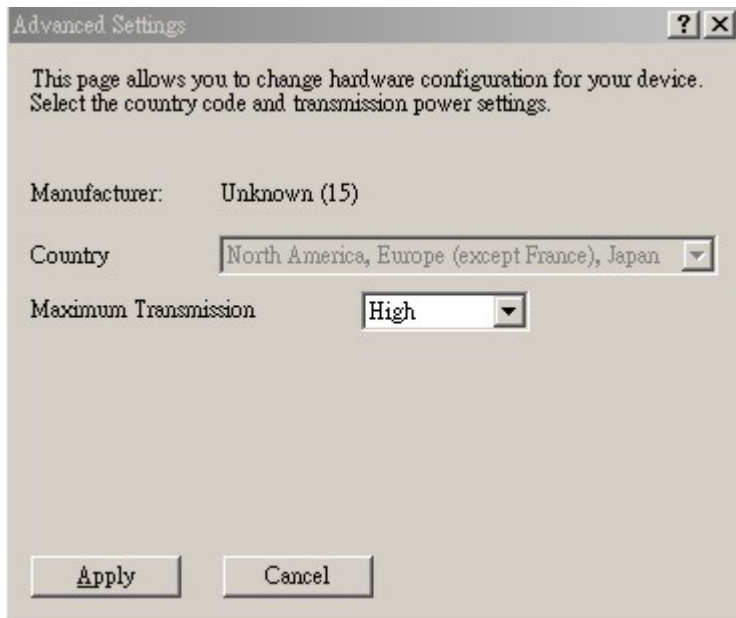 Advanced Settings
This page allows you to change hardware configuration for your device.
Select the country code and transmission power settings.
Manufacturer: Unknown (15)
Country North America, Europe (except France), Japan
Maximum Transmission High
Apply Cancel